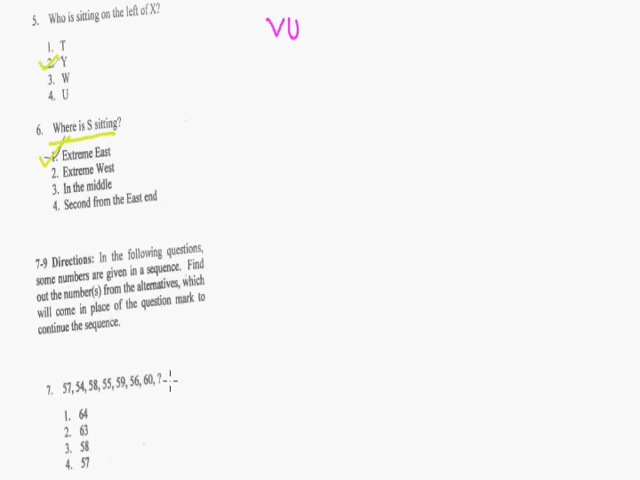 5. Who is sitting on the left of X?
VU
1. T
2. Y
3. W
4. U
6. Where is S sitting?
1. Extreme East
2. Extreme West
3. In the middle
4. Second from the East end
7-9 Directions: In the following questions,
some numbers are given in a sequence. Find
out the number(s) from the alternatives, which
will come in place of the question mark to
continue the sequence.
7. 57, 54, 58, 55, 59, 56, 60, ?
1. 64
2. 63
3. 58
4. 57